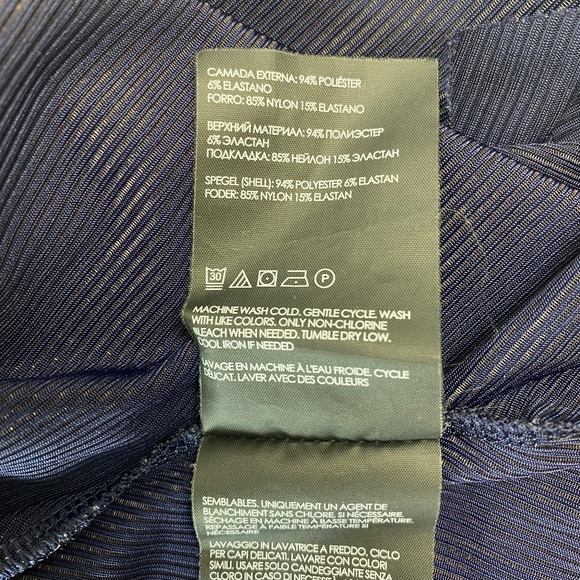 CAMADA EXTERNA: 94% POLIÉSTER
6% ELASTANO
FORRO: 85% NYLON 15% ELASTANO
ВЕРХНИЙ МАТЕРИАЛ: 94% ПОЛИЭСТЕР
6% ЭЛАСТАН
ПОДКЛАДКА: 85% НЕЙЛОН 15% ЭЛАСТАН
SPEGEL (SHELL): 94% POLYESTER 6% ELASTAN
FODER: 85% NYLON 15% ELASTAN
30 P
MACHINE WASH COLD. GENTLE CYCLE. WASH
WITH LIKE COLORS. ONLY NON-CHLORINE
BLEACH WHEN NEEDED. TUMBLE DRY LOW.
COOL IRON IF NEEDED
LAVAGE EN MACHINE À L'EAU FROIDE. CYCLE
DÉLICAT. LAVER AVEC DES COULEURS
SEMBLABLES. UNIQUEMENT UN AGENT DE
BLANCHIMENT SANS CHLORE, SI NÉCESSAIRE.
SÉCHAGE EN MACHINE À BASSE TEMPÉRATURE.
REPASSAGE À FAIBLE TEMPÉRATURE SI
NÉCESSAIRE
LAVAGGIO IN LAVATRICE A FREDDO. CICLO
PER CAPI DELICATI. LAVARE CON COLORI
SIMILI. USARE SOLO CANDEGGIANTE SENZA